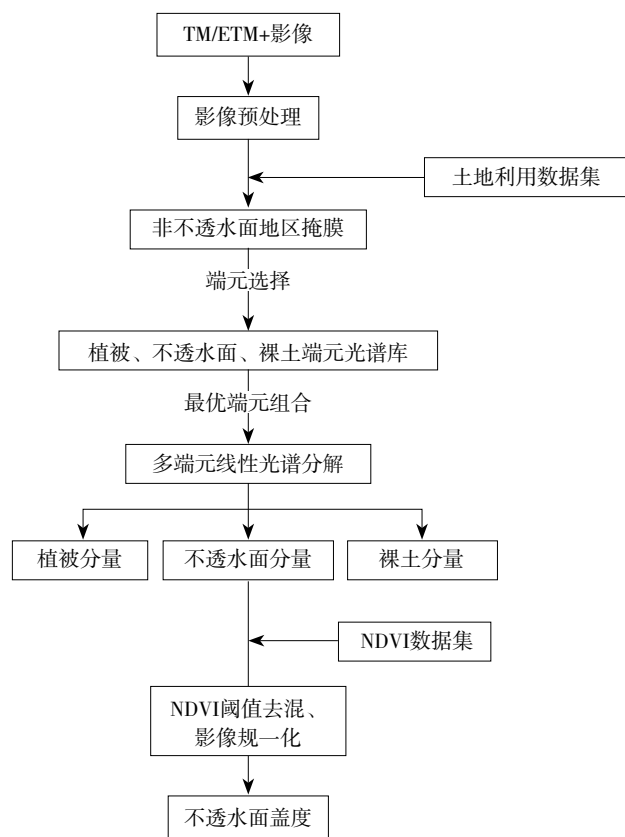 TM/ETM+影像
影像预处理
土地利用数据集
非不透水面地区掩膜
端元选择
植被、不透水面、裸土端元光谱库
最优端元组合
多端元线性光谱分解
植被分量
不透水面分量
裸土分量
NDVI数据集
NDVI阈值去混、
影像规一化
不透水面盖度